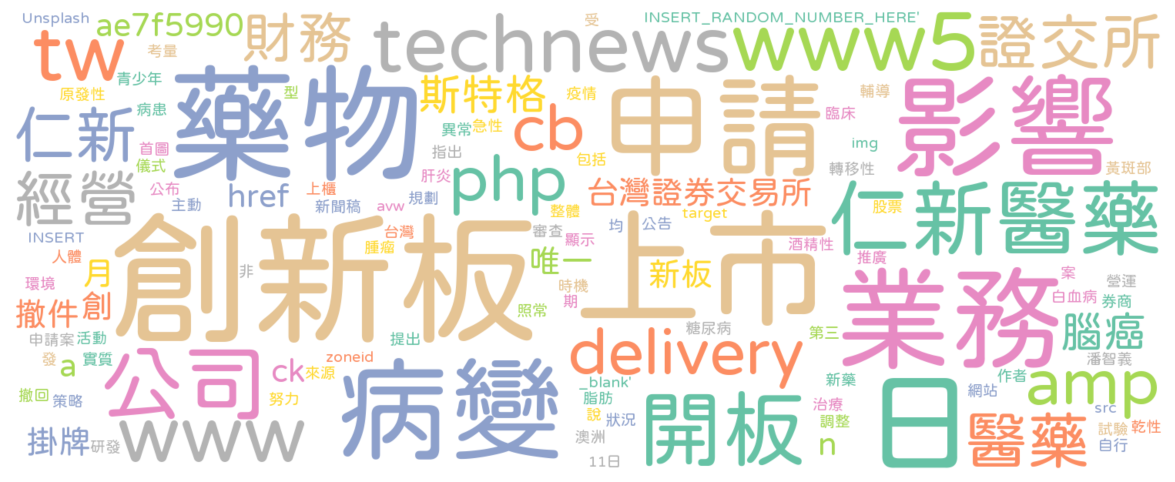 Unsplash
ae7f5990
財務
technews
受
INSERT_RANDOM_NUMBER_HERE'
www5
證交所
tw
考量
青少年
原發性
病患
型
藥物
斯特格
疫情
申請
輔導
影響
仁新
首圖
儀式
異常
急性
cb
臨床
img
指出
包括
轉移性
黃斑部
經營
公布
主動
href
上櫃
新聞稿
avw
肝炎
規劃
php
台灣證券交易所
整體
target
股票
仁新醫藥
INSERT
人體
台灣
腫瘤
審查
顯示
均
公告
酒精性
推廣
創新板
上市
環境
月
非
唯一
時機
期
新板
案
白血病
營運
券商
撤件
創
照常
業務
申請案
活動
提出
delivery
糖尿病
第三
腦癌
潘智義
發
實質
a
公司
ck
zoneid
來源
病變
_blank'
脂肪
新藥
作者
網站
amp
撤回
策略
努力
說
狀況
開板
治療
調整
日
src
掛牌
研發
www
澳洲
11日
n
醫藥
試驗
乾性
自行